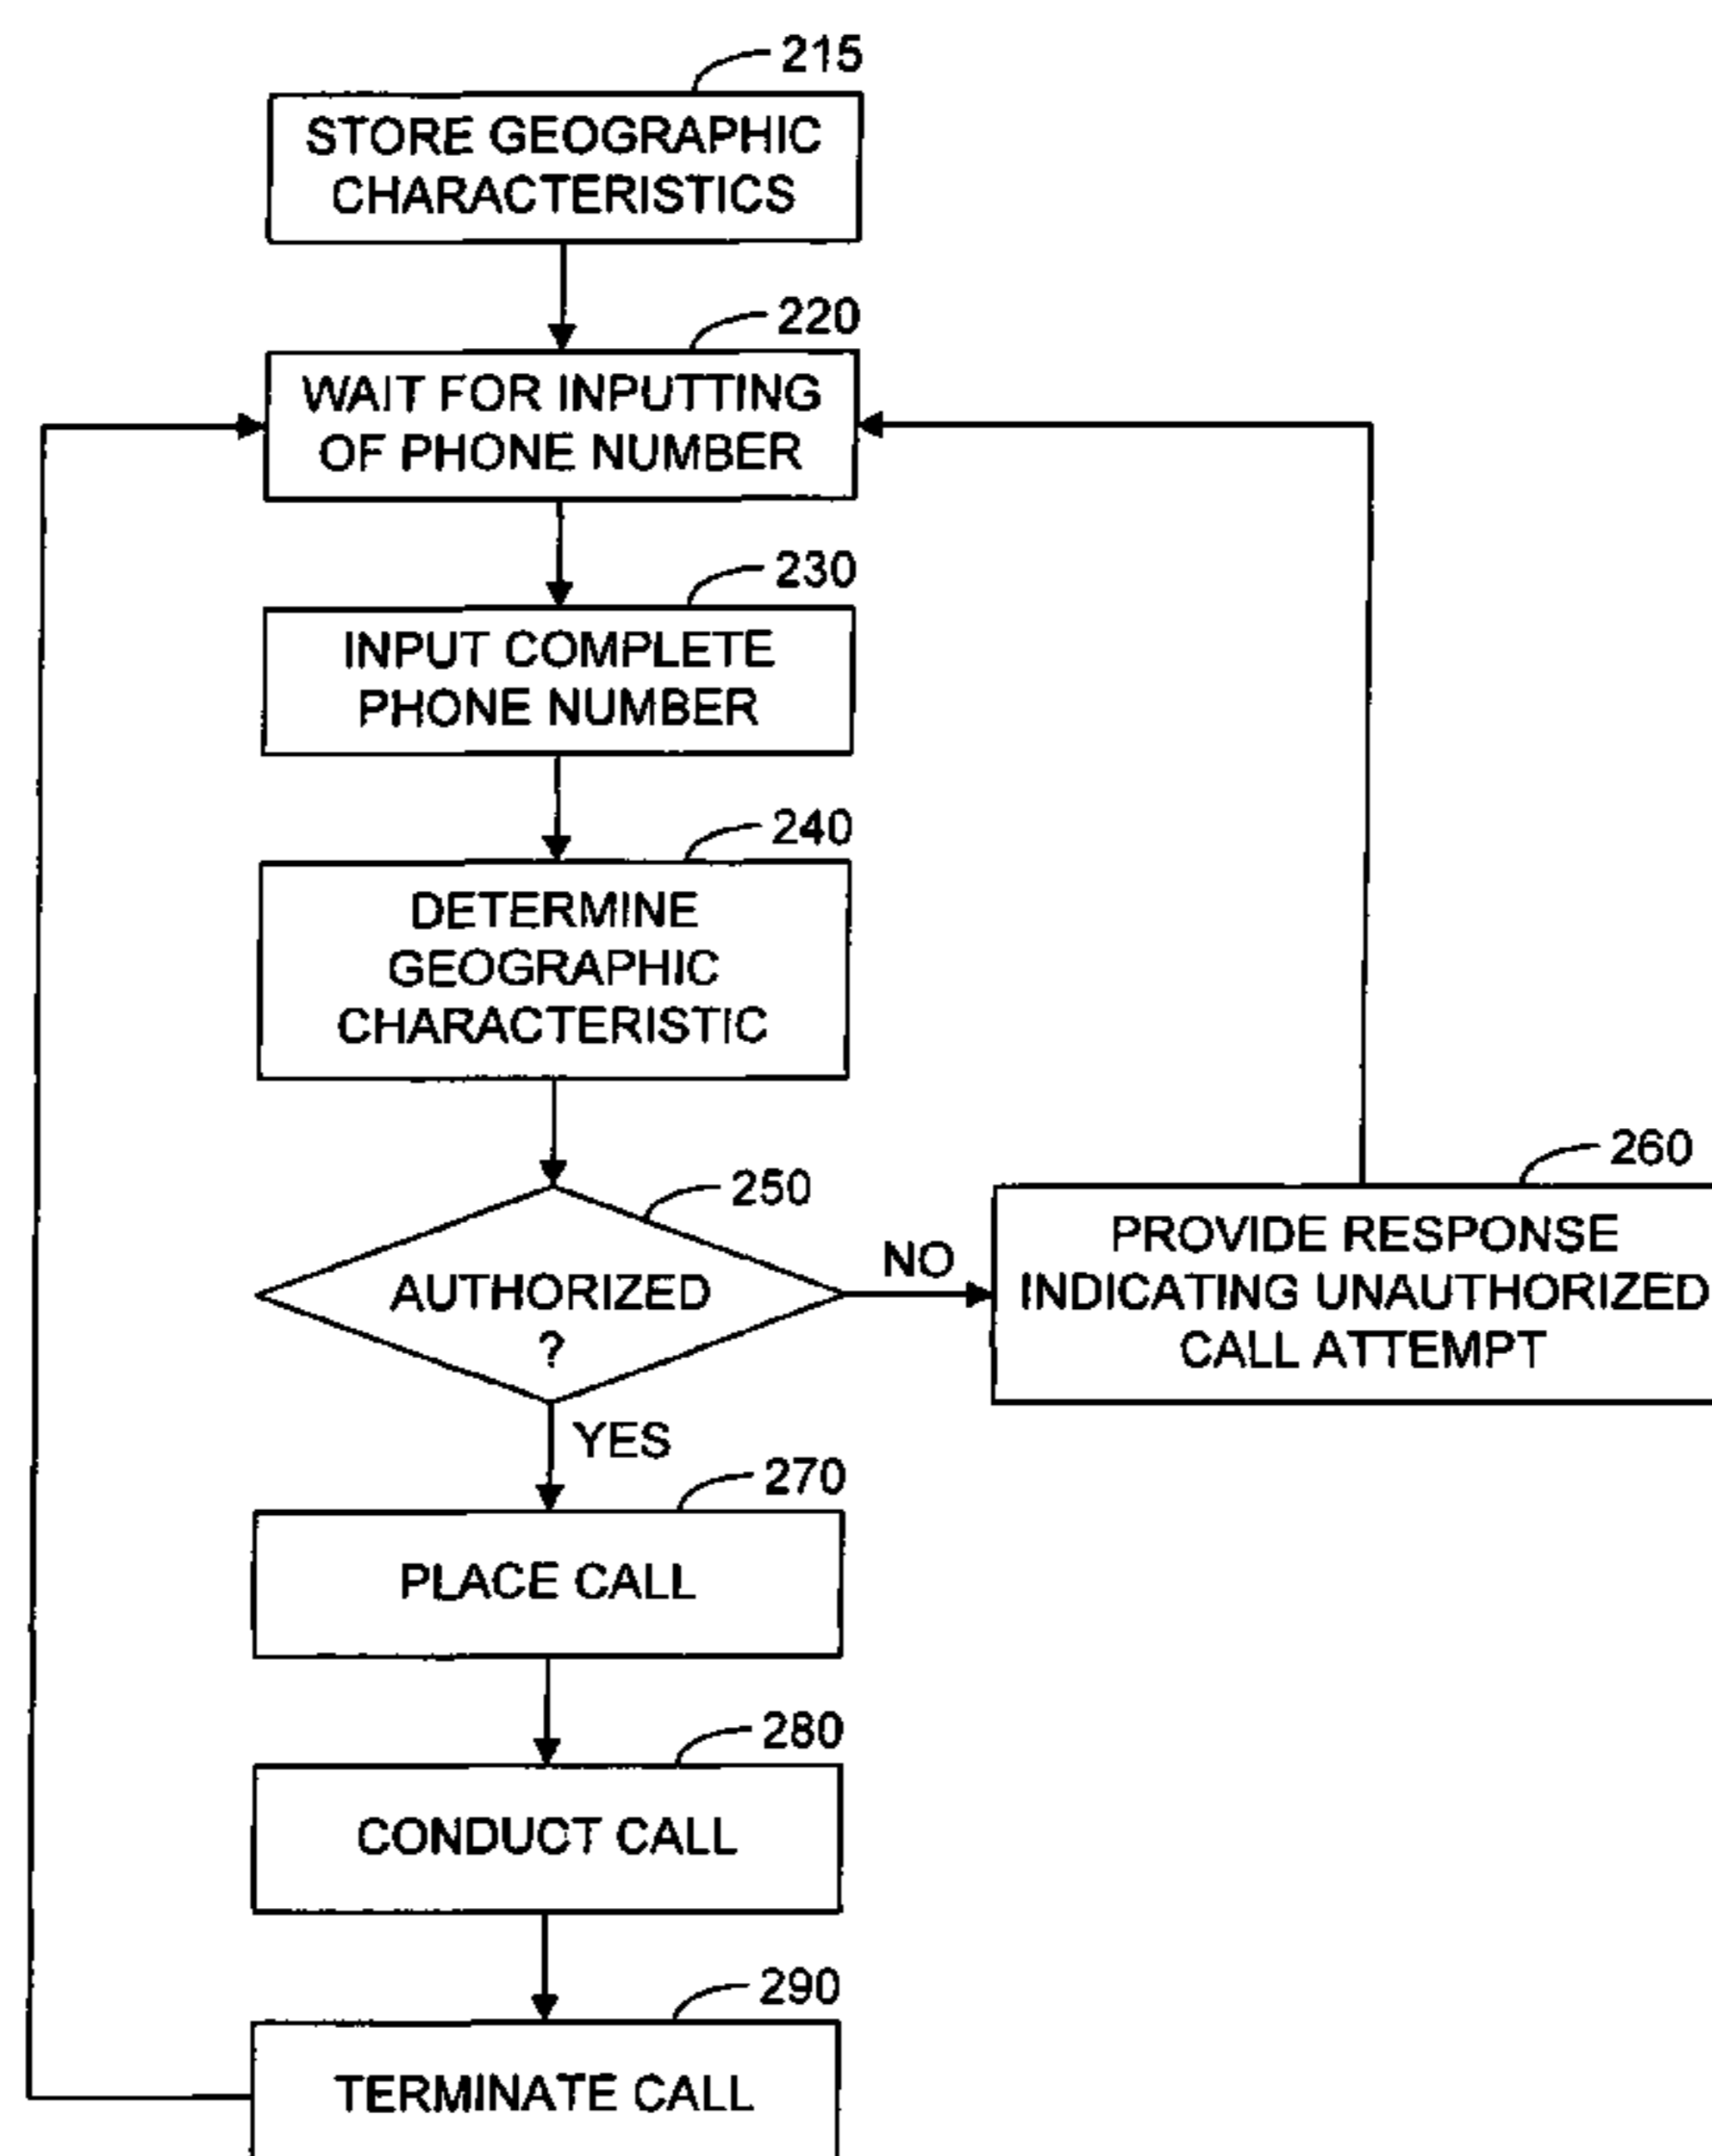 215
STORE GEOGRAPHIC
CHARACTERISTICS
220
WAIT FOR INPUTTING
OF PHONE NUMBER
230
INPUT COMPLETE
PHONE NUMBER
240
DETERMINE
GEOGRAPHIC
CHARACTERISTIC
250
AUTHORIZED
?
NO
260
PROVIDE RESPONSE
INDICATING UNAUTHORIZED
CALL ATTEMPT
YES
270
PLACE CALL
280
CONDUCT CALL
290
TERMINATE CALL